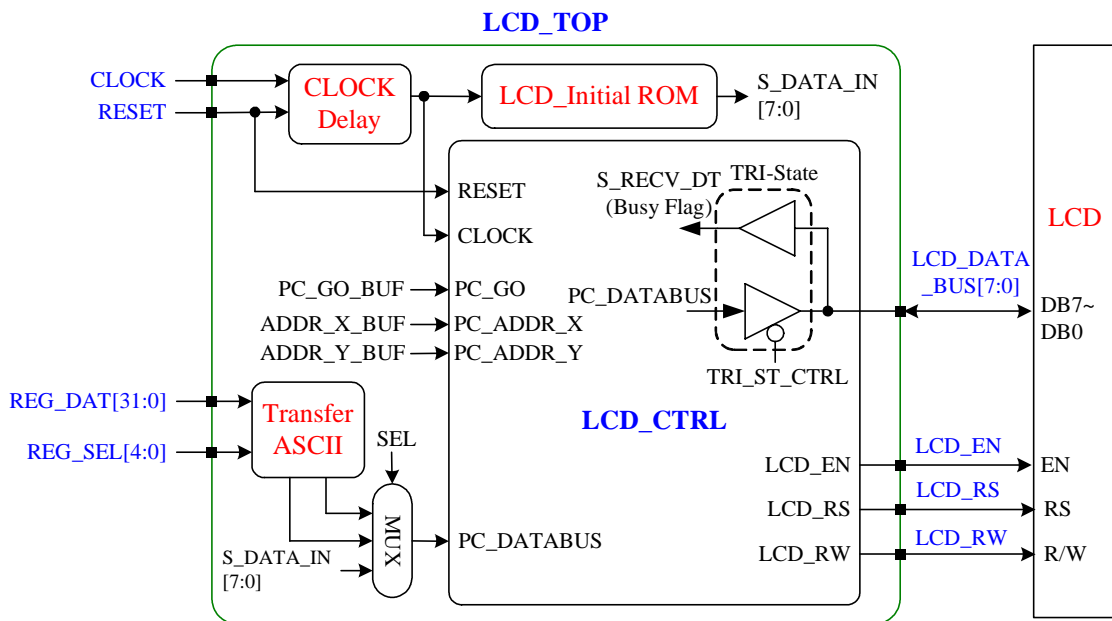 LCD_TOP
CLOCK
RESET
CLOCK
Delay
LCD_Initial ROM
S_DATA_IN
[7:0]
RESET
CLOCK
S_RECV_DT
(Busy Flag)
TRI-State
LCD
PC_GO_BUF
PC_GO
ADDR_X_BUF
PC_ADDR_X
ADDR_Y_BUF
PC_ADDR_Y
PC_DATABUS
TRI_ST_CTRL
LCD_DATA
_BUS[7:0]
DB7~
DB0
REG_DAT[31:0]
REG_SEL[4:0]
Transfer
ASCII
SEL
MUX
S_DATA_IN
[7:0]
PC_DATABUS
LCD_CTRL
LCD_EN
LCD_EN
EN
LCD_RS
LCD_RS
RS
LCD_RW
LCD_RW
R/W